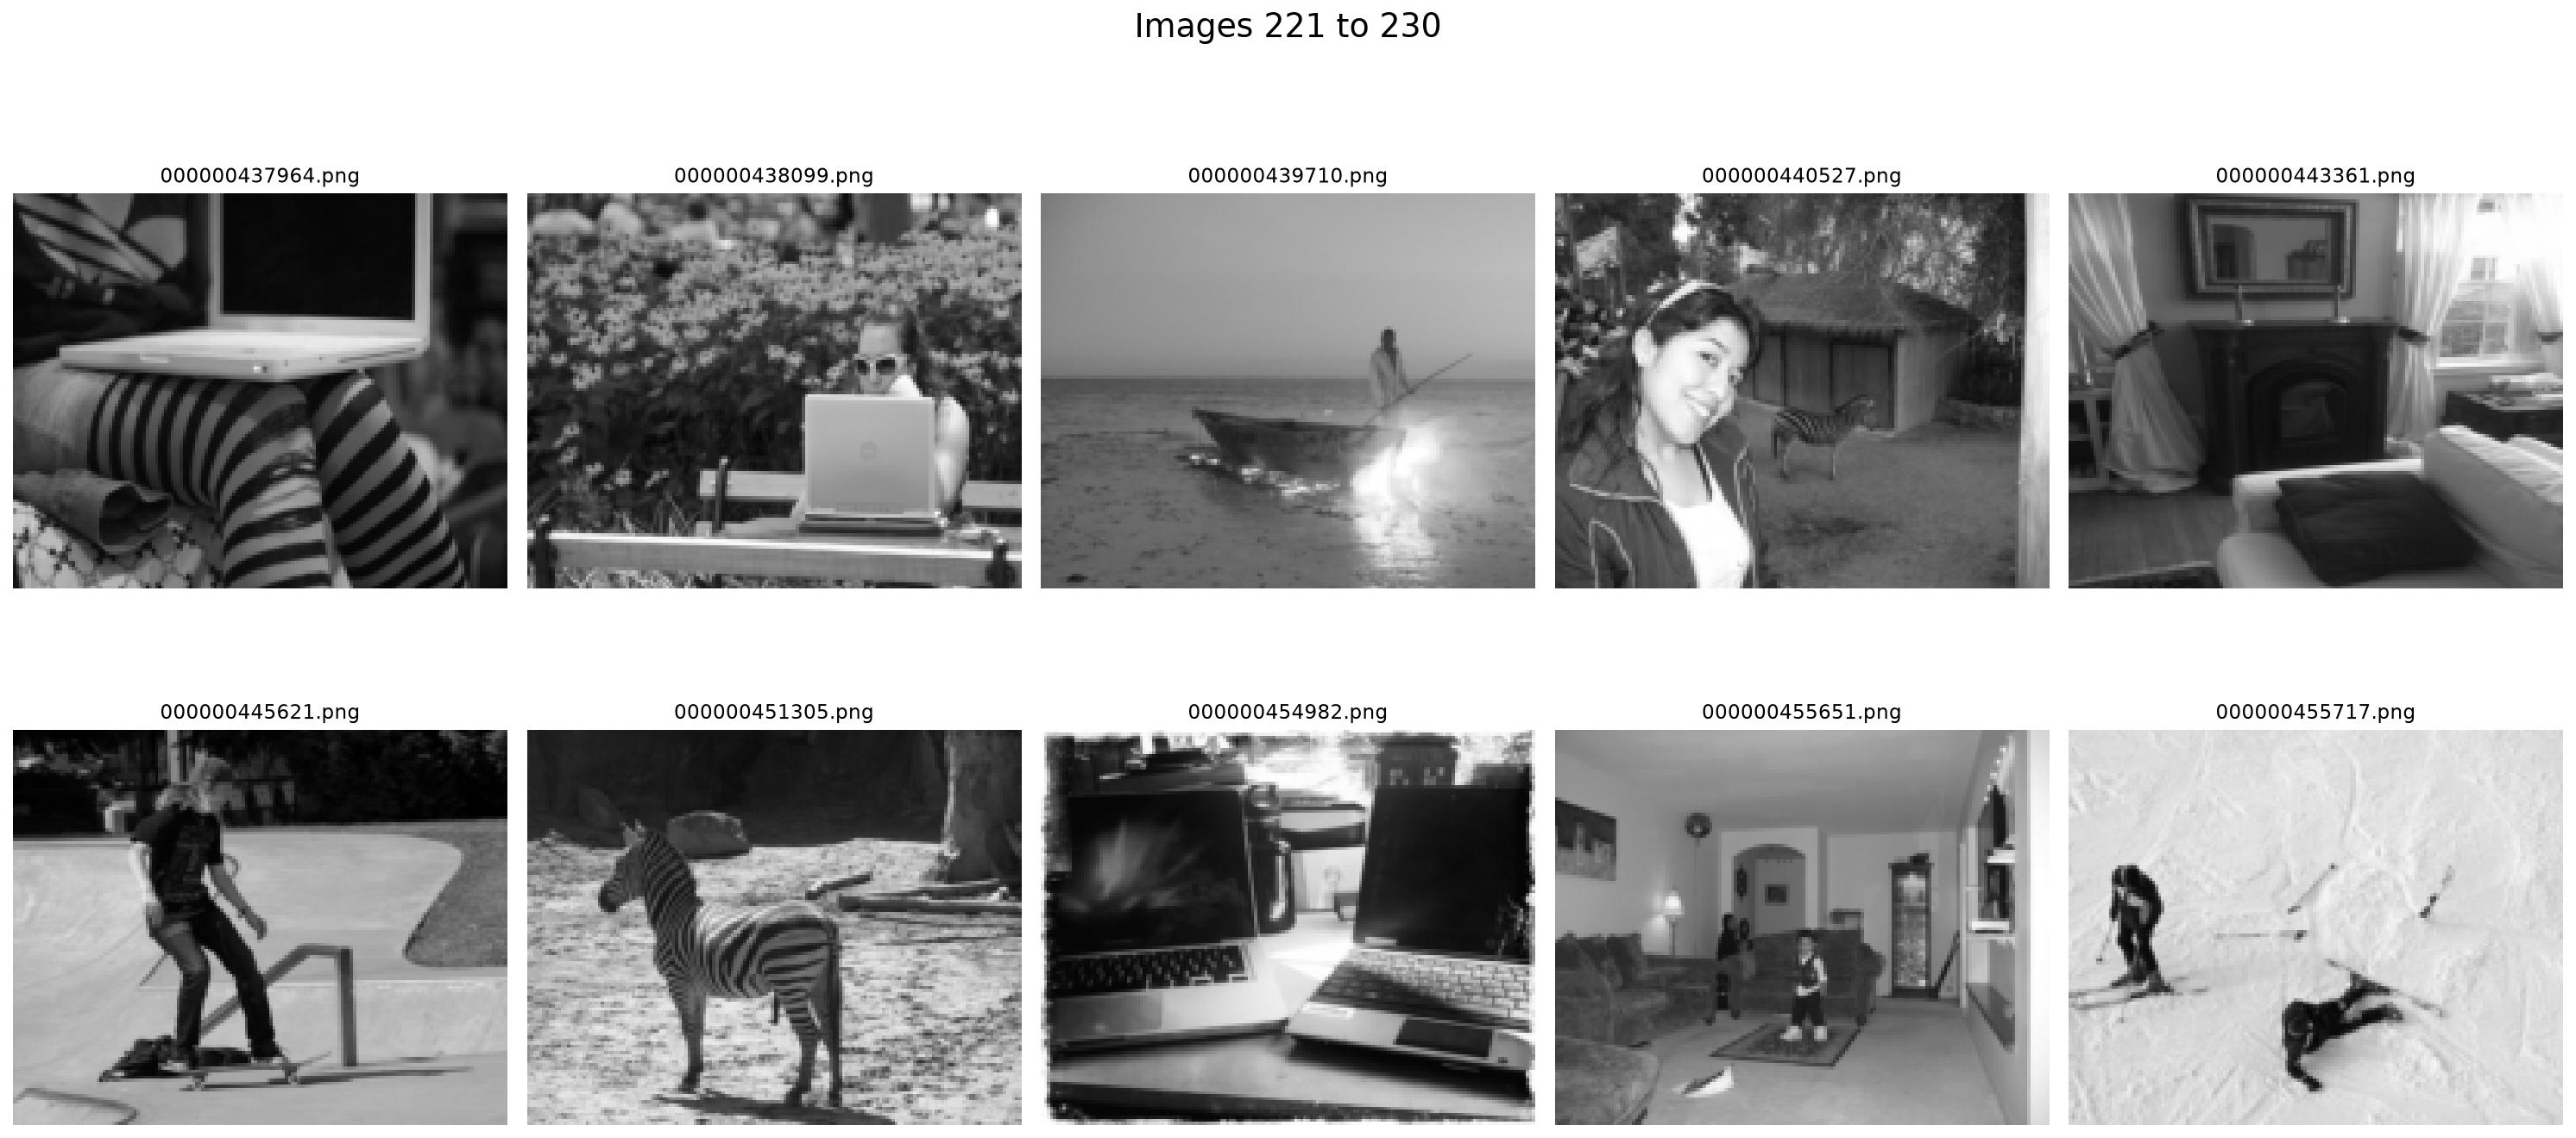 Images 221 to 230
000000437964.png
000000438099.png
000000439710.png
000000440527.png
000000443361.png
000000445621.png
000000451305.png
000000454982.png
000000455651.png
000000455717.png